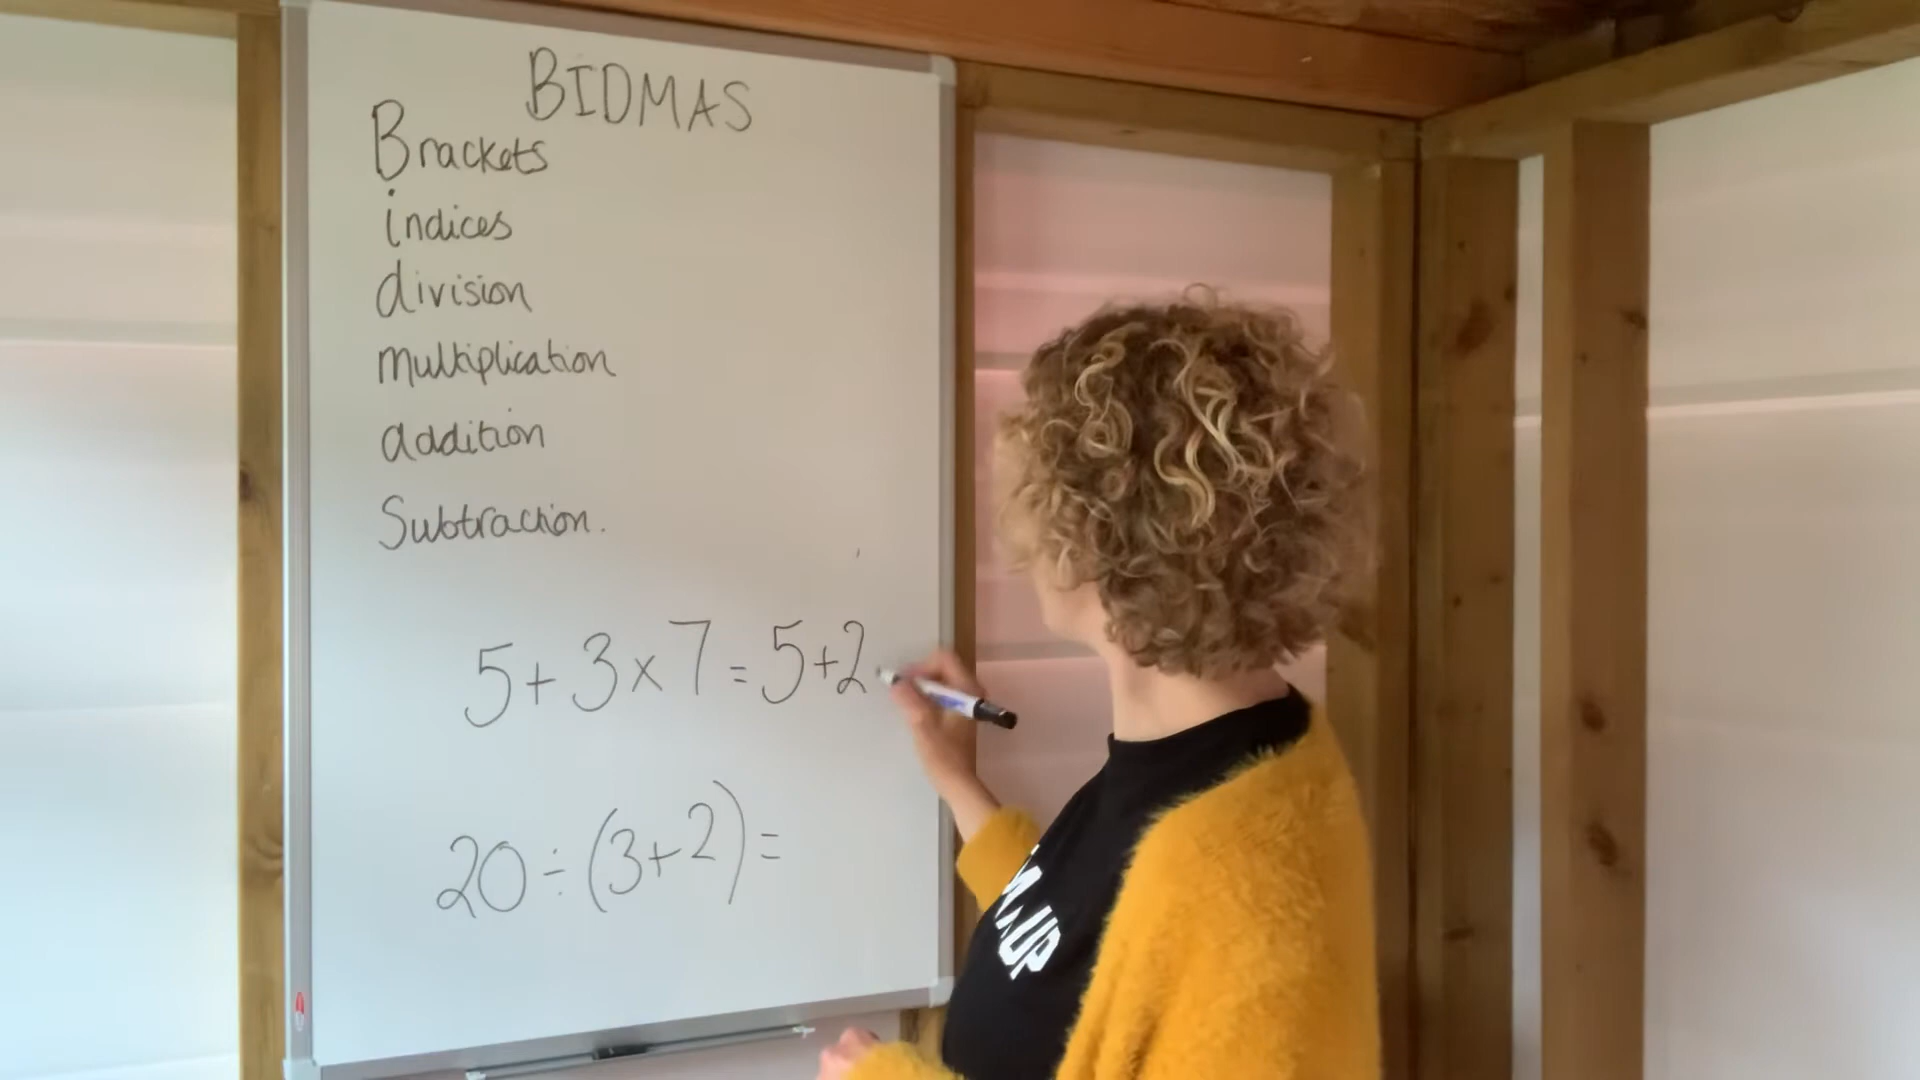 BIDMAS
Brackets
indices
division
multiplication
addition
Subtraction.
5+3×7=5+2
20÷(3+2)=